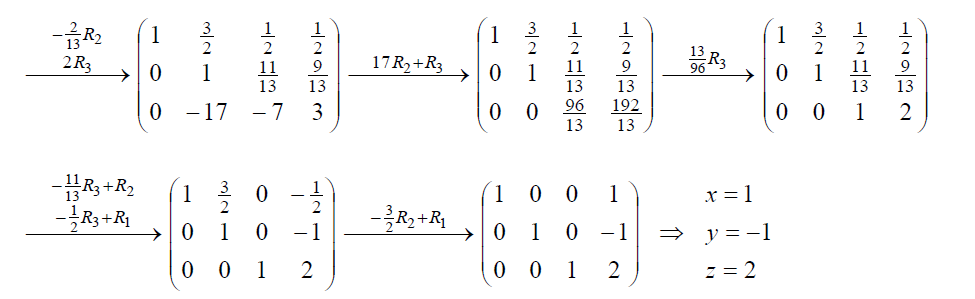 -2/13 R₂
2R₃ → (1 3/2 1/2 1/2
0 1 11/13 9/13
0 -17 -7 3)
17R₂+R₃ → (1 3/2 1/2 1/2
0 1 11/13 9/13
0 0 96/13 192/13)
13/96 R₃ → (1 3/2 1/2 1/2
0 1 11/13 9/13
0 0 1 2)
-11/13 R₃+R₂
-1/2 R₃+R₁ → (1 3/2 0 -1/2
0 1 0 -1
0 0 1 2)
-3/2 R₂+R₁ → (1 0 0 1
0 1 0 -1
0 0 1 2)
⇒ x = 1
y = -1
z = 2